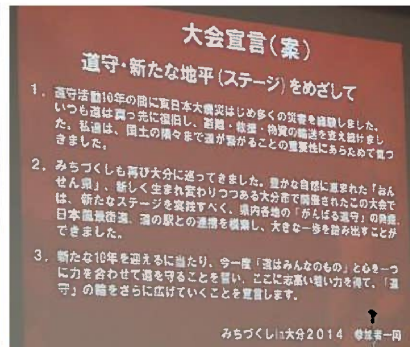 大会宣言(案)
道守・新たな地平(ステージ)をめざして
1. 道守活動10年の間に東日本大震災はじめ多くの災害を経験しました。
いつも道は真っ先に復旧し、避難・救援・物資の輸送を支え続けまし
た。私達は、国土の隅々まで道が繋がることの重要性にあらためて気づ
きました。
2. みちづくしも再び大分に巡ってきました。豊かな自然に恵まれた「おん
せん県」、新しく生まれ変わりつつある大分市で開催されたこの大会で
は、新たなステージを実践すべく、県内各地の「がんばる道守」の発表、
日本風景街道、道の駅との連携を模索し、大きな一歩を踏み出すことが
できました。
3. 新たな10年を迎えるに当たり、今一度「道はみんなのもの」と心を一つ
に力を合わせて道を守ることを誓い、ここに志高い若い力を得て、「道
守」の輪をさらに広げていくことを宣言します。
みちづくしin大分2014 参加者一同